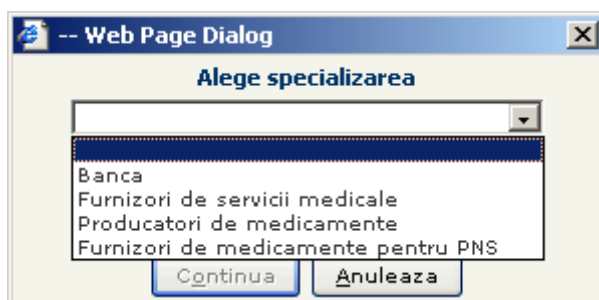 -- Web Page Dialog
Alege specializarea
Banca
Furnizori de servicii medicale
Producatori de medicamente
Furnizori de medicamente pentru PNS
Continua Anuleaza